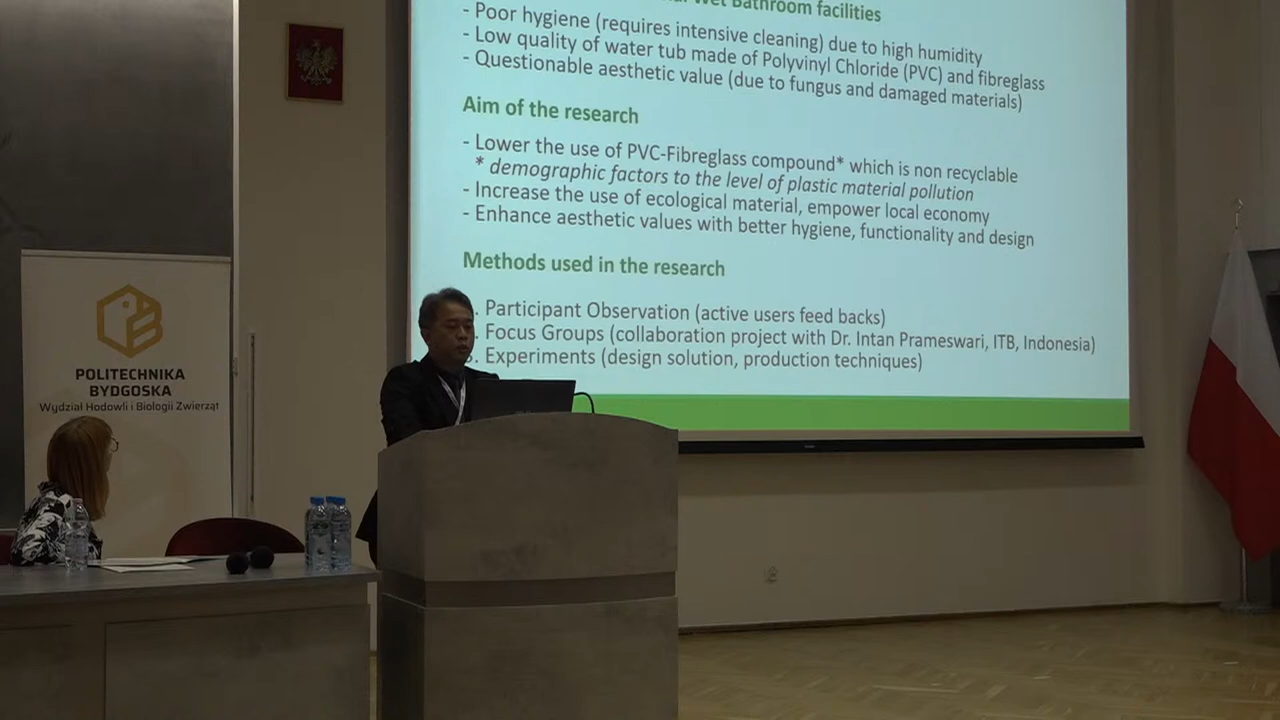 Wet Bathroom facilities
- Poor hygiene (requires intensive cleaning) due to high humidity
- Low quality of water tub made of Polyvinyl Chloride (PVC) and fibreglass
- Questionable aesthetic value (due to fungus and damaged materials)
Aim of the research
- Lower the use of PVC-Fibreglass compound* which is non recyclable
* demographic factors to the level of plastic material pollution
- Increase the use of ecological material, empower local economy
- Enhance aesthetic values with better hygiene, functionality and design
Methods used in the research
. Participant Observation (active users feed backs)
. Focus Groups (collaboration project with Dr. Intan Prameswari, ITB, Indonesia)
3. Experiments (design solution, production techniques)
POLITECHNIKA
BYDGOSKA
Wydział Hodowli i Biologii Zwierząt